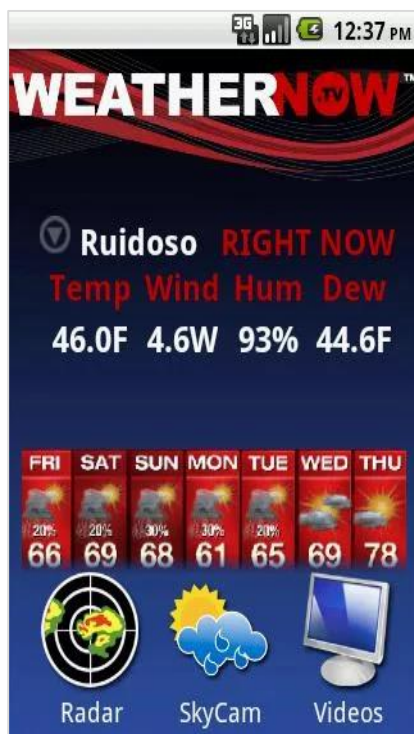 3G 12:37 PM
WEATHERNOW.TV™
Ruidoso RIGHT NOW
Temp Wind Hum Dew
46.0F 4.6W 93% 44.6F
FRI SAT SUN MON TUE WED THU
20% 20% 30% 30% 20%
66 69 68 61 65 69 78
Radar SkyCam Videos